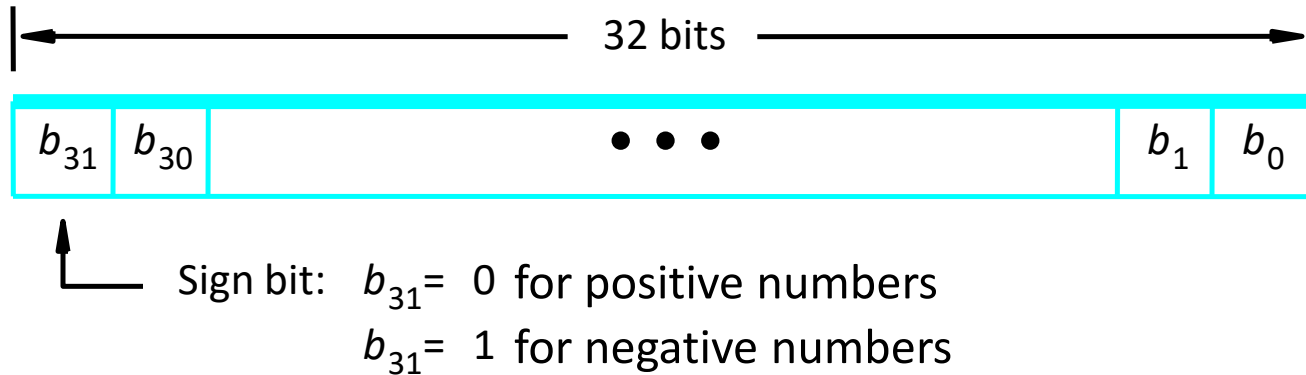 32 bits
b₃₁ b₃₀ • • • b₁ b₀
Sign bit: b₃₁= 0 for positive numbers
b₃₁= 1 for negative numbers